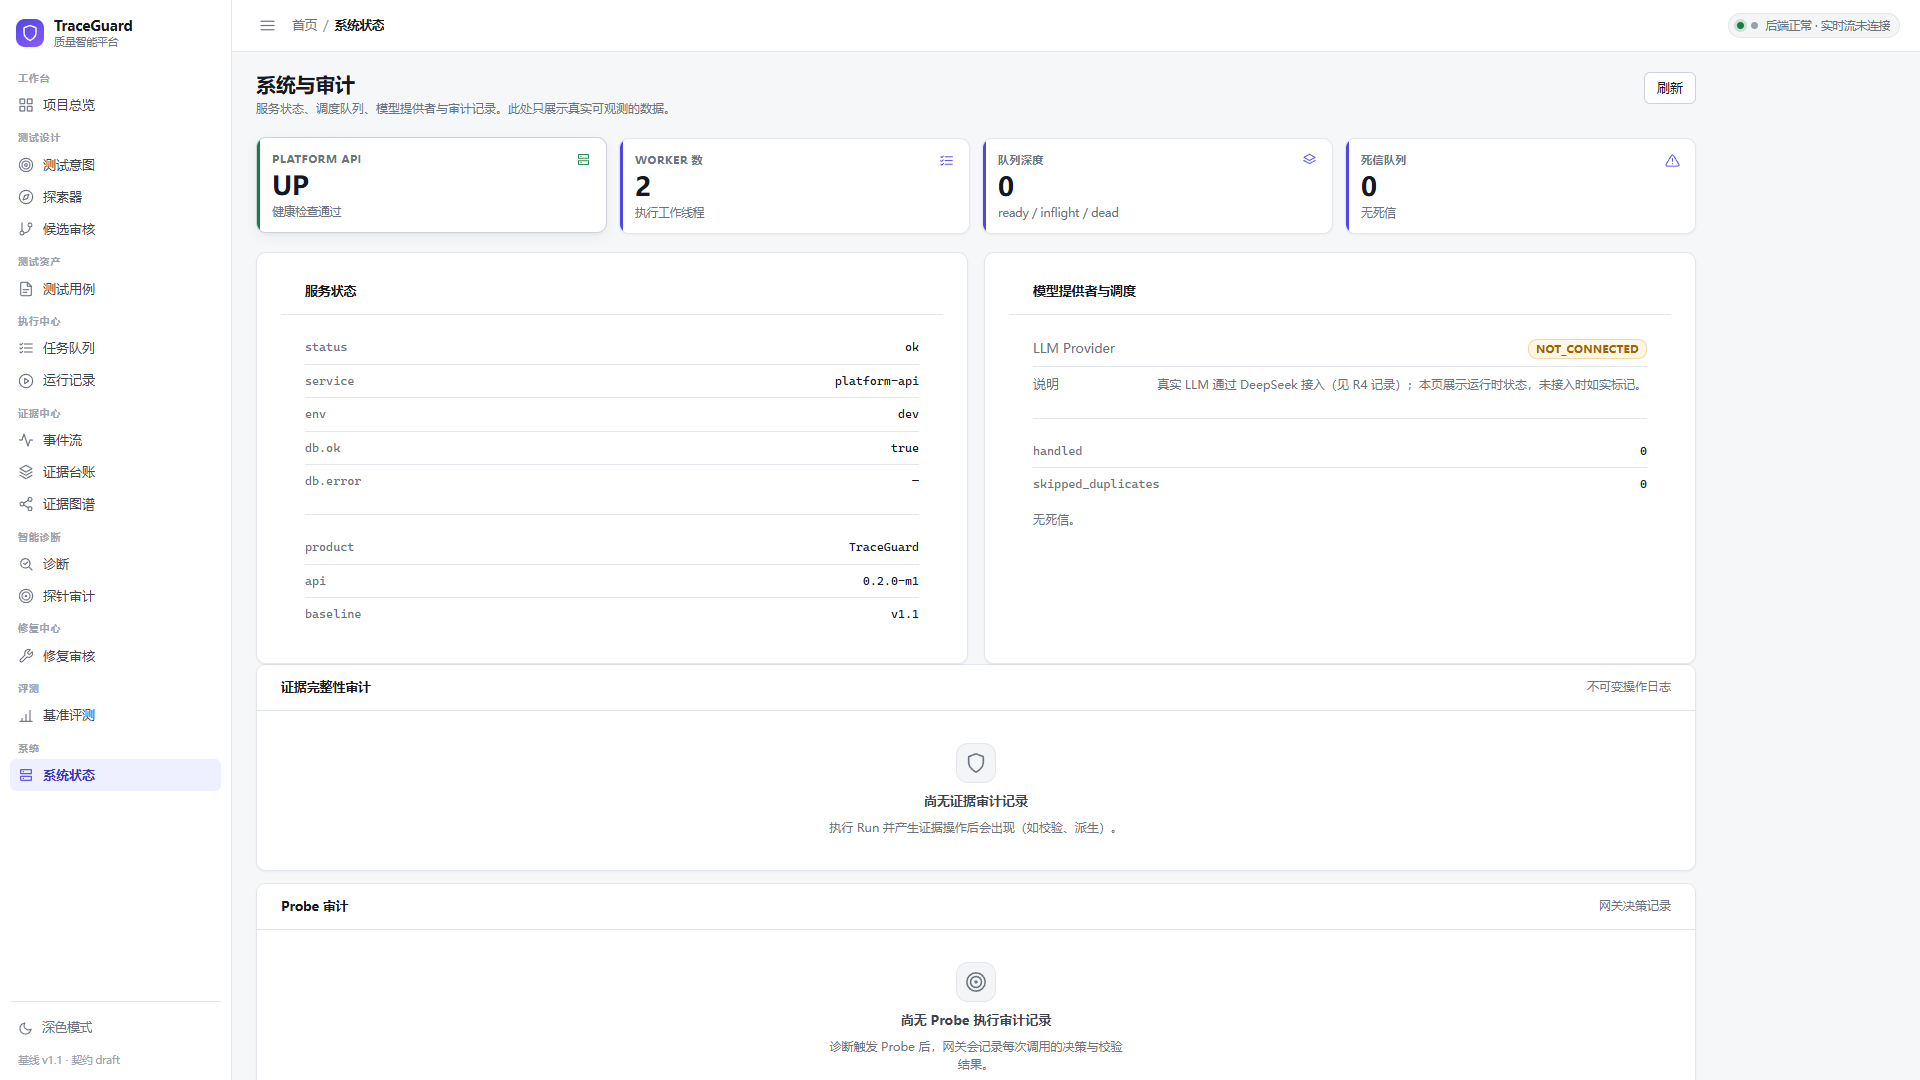 TraceGuard
质量智能平台
工作台
项目总览
测试设计
测试意图
探索器
候选审核
测试资产
测试用例
执行中心
任务队列
运行记录
证据中心
事件流
证据台账
证据图谱
智能诊断
诊断
探针审计
修复中心
修复审核
评测
基准评测
系统
系统状态
深色模式
基线 v1.1 · 契约 draft
首页 / 系统状态
后端正常 · 实时流未连接
系统与审计
服务状态、调度队列、模型提供者与审计记录。此处只展示真实可观测的数据。
刷新
PLATFORM API
UP
健康检查通过
WORKER 数
2
执行工作线程
队列深度
0
ready / inflight / dead
死信队列
0
无死信
服务状态
status ok
service platform-api
env dev
db.ok true
db.error —
product TraceGuard
api 0.2.0-m1
baseline v1.1
模型提供者与调度
LLM Provider NOT_CONNECTED
说明 真实 LLM 通过 DeepSeek 接入（见 R4 记录）；本页展示运行时状态，未接入时如实标记。
handled 0
skipped_duplicates 0
无死信。
证据完整性审计 不可变操作日志
尚无证据审计记录
执行 Run 并产生证据操作后会出现（如校验、派生）。
Probe 审计 网关决策记录
尚无 Probe 执行审计记录
诊断触发 Probe 后，网关会记录每次调用的决策与校验
结果。